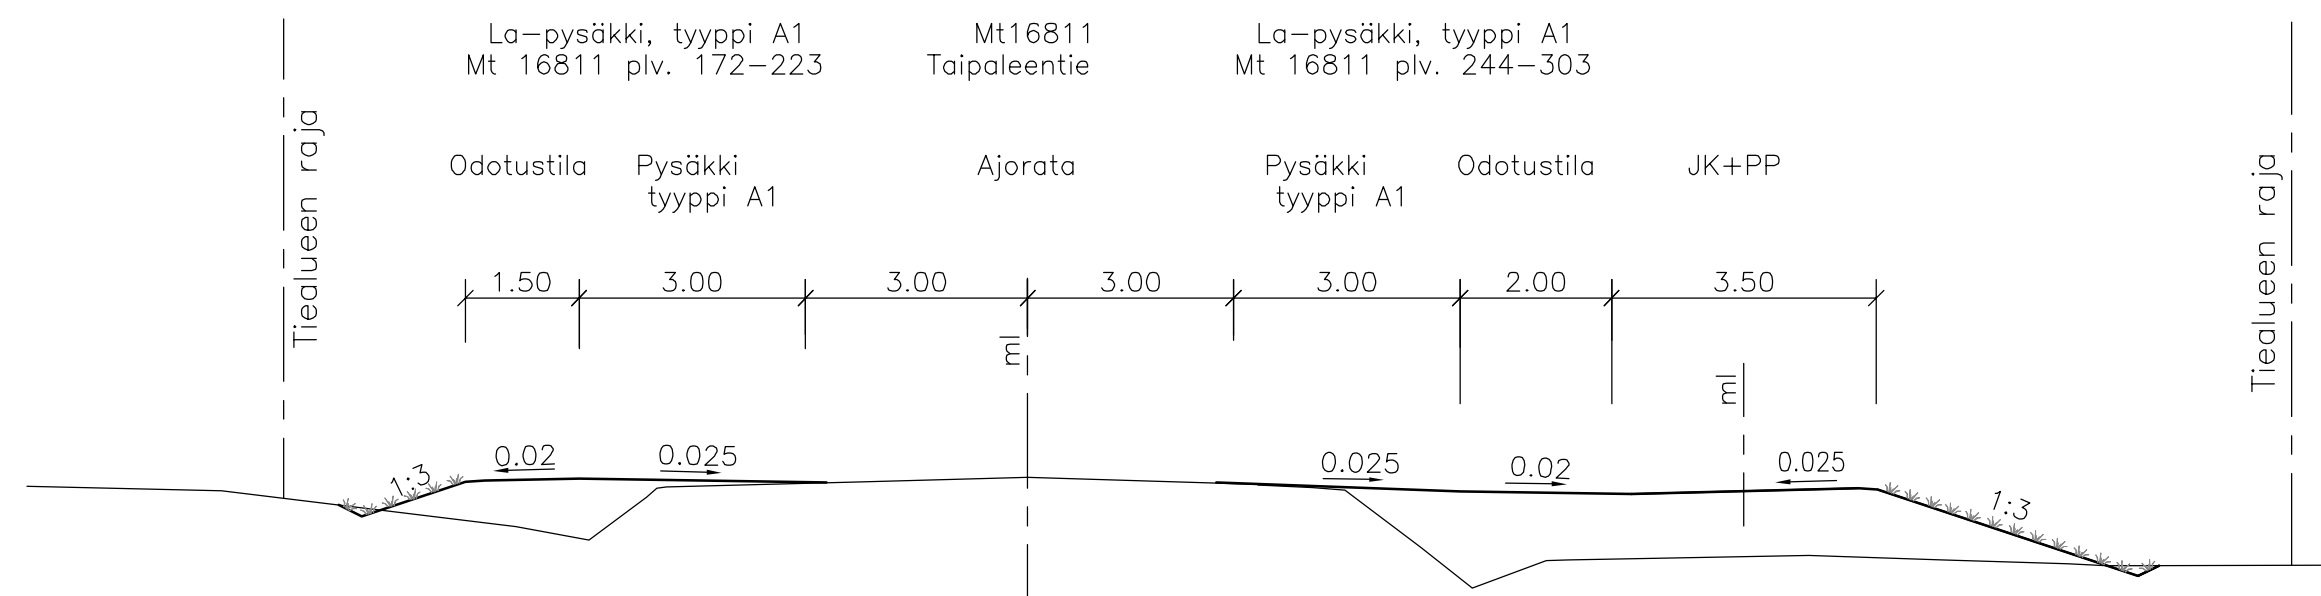 La-pysäkki, tyyppi A1
Mt 16811 plv. 172-223
Mt16811
Taipaleentie
La-pysäkki, tyyppi A1
Mt 16811 plv. 244-303
Tiealueen raja
Odotustila
Pysäkki
tyyppi A1
Ajorata
Pysäkki
tyyppi A1
Odotustila
JK+PP
Tiealueen raja
1.50
3.00
3.00
3.00
3.00
2.00
3.50
ml
ml
1:3
0.02
0.025
0.025
0.02
0.025
1:3